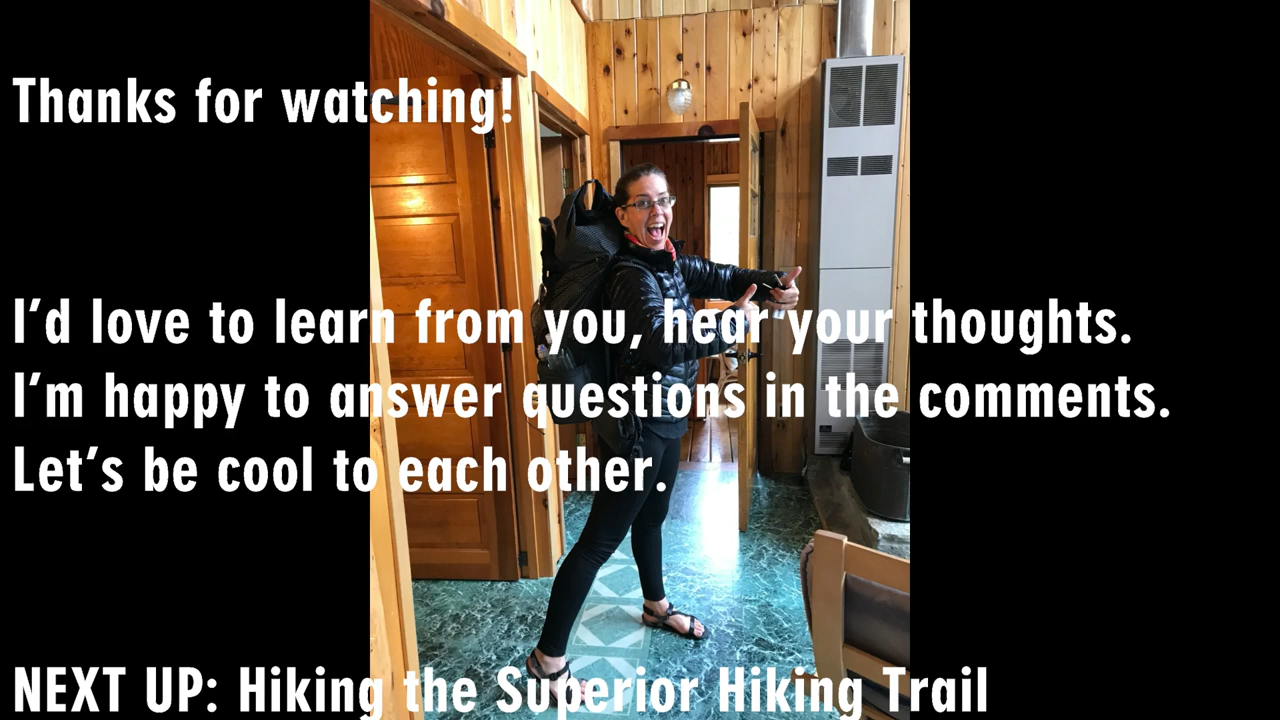 Thanks for watching!
I'd love to learn from you, hear your thoughts.
I'm happy to answer questions in the comments.
Let's be cool to each other.
NEXT UP: Hiking the Superior Hiking Trail